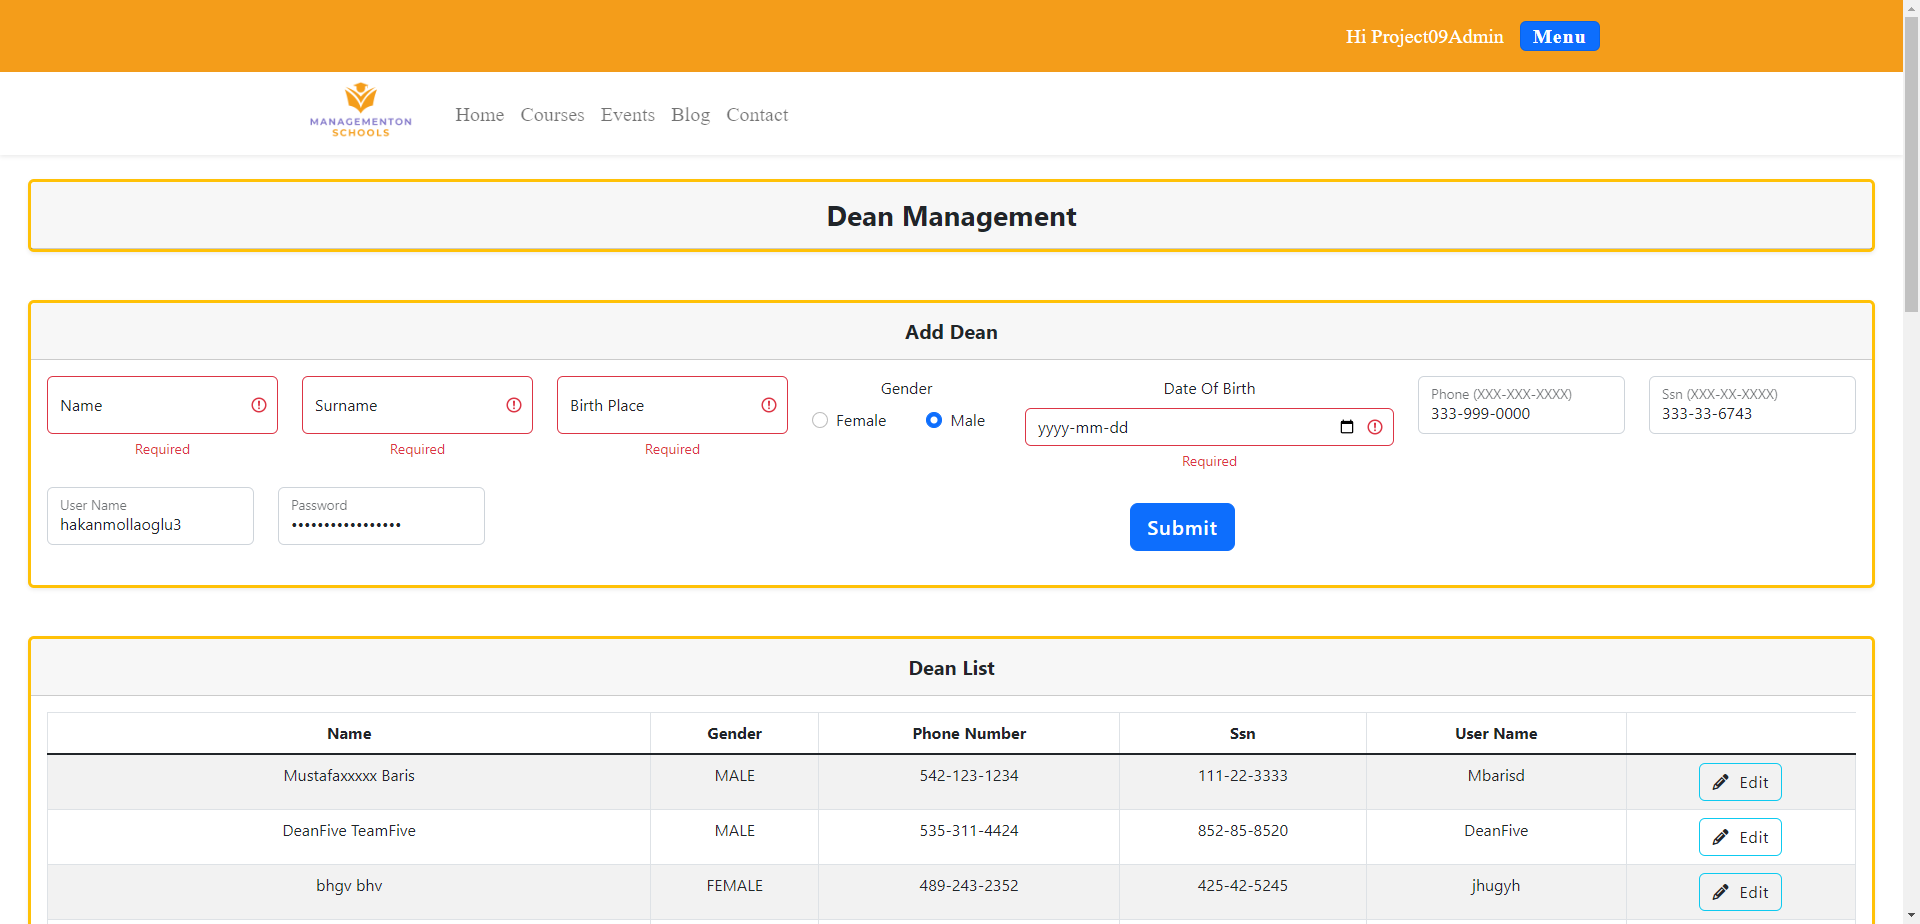 Hi Project09Admin Menu
MANAGEMENTON
SCHOOLS
Home Courses Events Blog Contact
Dean Management
Add Dean
Name
Required
Surname
Required
Birth Place
Required
Gender
Female Male
Date Of Birth
yyyy-mm-dd
Required
Phone (XXX-XXX-XXXX)
333-999-0000
Ssn (XXX-XX-XXXX)
333-33-6743
User Name
hakanmollaoglu3
Password
•••••••••••••••••
Submit
Dean List
Name Gender Phone Number Ssn User Name
Mustafaxxxxx Baris MALE 542-123-1234 111-22-3333 Mbarisd Edit
DeanFive TeamFive MALE 535-311-4424 852-85-8520 DeanFive Edit
bhgv bhv FEMALE 489-243-2352 425-42-5245 jhugyh Edit